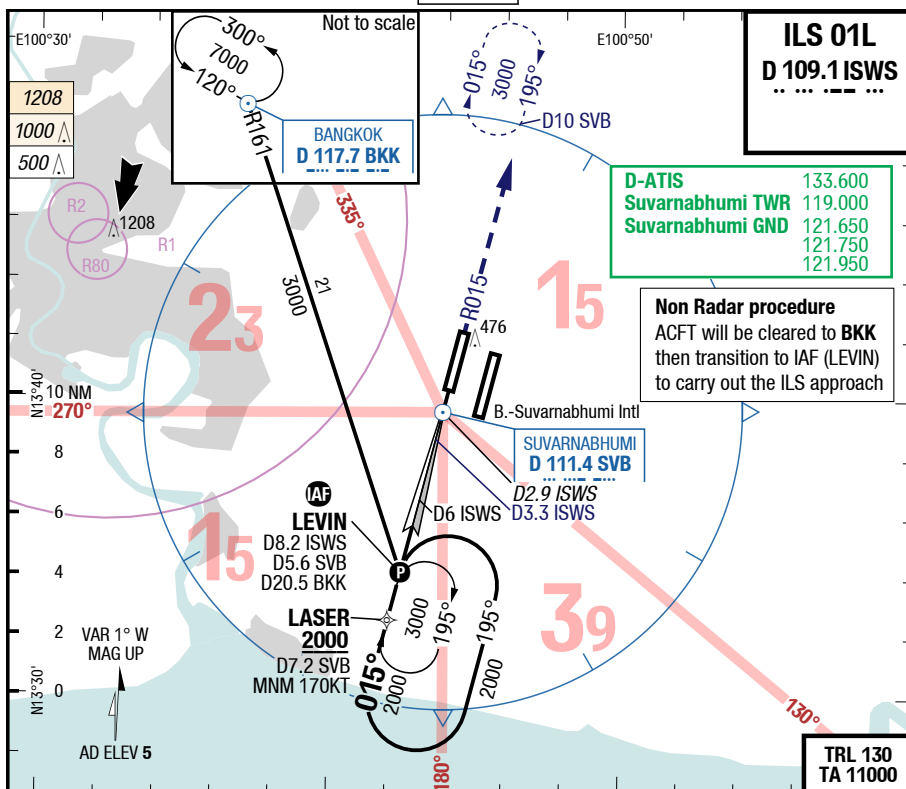 E100°30'
Not to scale
E100°50'
ILS 01L
D 109.1 ISWS
1208
1000
500
300°
7000
120°
R161
BANGKOK
D 117.7 BKK
015°
3000
195°
D10 SVB
D-ATIS 133.600
Suvarnabhumi TWR 119.000
Suvarnabhumi GND 121.650
121.750
121.950
R2
1208
R1
R80
335°
21
3000
23
R015
15
476
Non Radar procedure
ACFT will be cleared to BKK
then transition to IAF (LEVIN)
to carry out the ILS approach
N13°40'
10 NM
270°
B.-Suvarnabhumi Intl
SUVARNABHUMI
D 111.4 SVB
8
D2.9 ISWS
D3.3 ISWS
D6 ISWS
6
IAF
LEVIN
D8.2 ISWS
D5.6 SVB
D20.5 BKK
15
4
P
LASER
2000
D7.2 SVB
MNM 170KT
3000
195°
195°
39
2
VAR 1° W
MAG UP
015°
2000
2000
N13°30'
0
130°
AD ELEV 5
180°
TRL 130
TA 11000